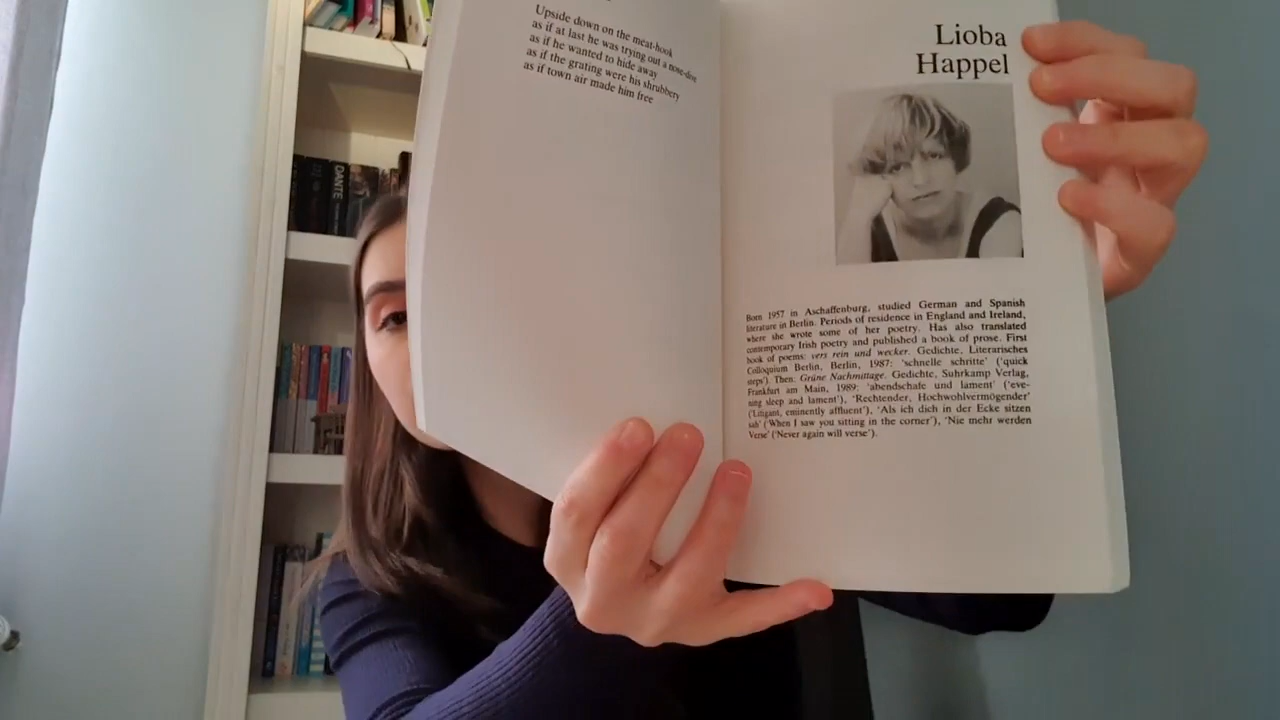 Upside down on the meat-hook
as if at last he was trying out a nose-dive
as if he wanted to hide away
as if the grating were his shrubbery
as if town air made him free
Lioba
Happel
Born 1957 in Aschaffenburg, studied German and Spanish
literature in Berlin. Periods of residence in England and Ireland,
where she wrote some of her poetry. Has also translated
contemporary Irish poetry and published a book of prose. First
book of poems: vers rein und wecker. Gedichte, Literarisches
Colloquium Berlin, Berlin, 1987: 'schnelle schritte' ('quick
steps'). Then: Grüne Nachmittage. Gedichte, Suhrkamp Verlag,
Frankfurt am Main, 1989: 'abendschafe und lament' ('eve-
ning sleep and lament'), 'Rechtender, Hochwohlvermögender'
('Litigant, eminently affluent'), 'Als ich dich in der Ecke sitzen
sah' ('When I saw you sitting in the corner'), 'Nie mehr werden
Verse' ('Never again will verse').
DANTE